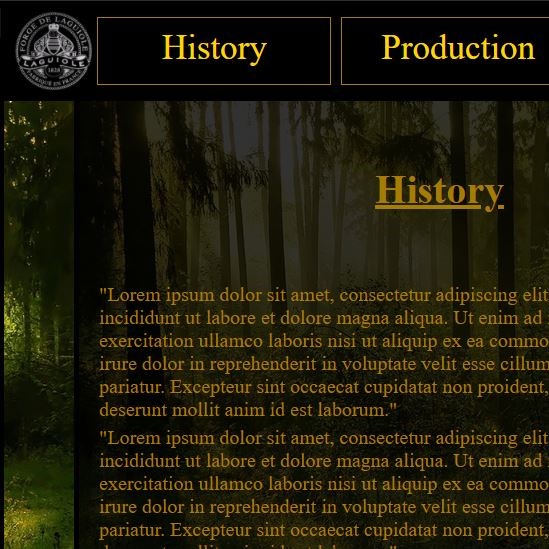 FORGE DE LAGUIOLE
LAGUIOLE
1828
FABRIQUÉ EN FRANCE
History
Production
History
"Lorem ipsum dolor sit amet, consectetur adipiscing elit
incididunt ut labore et dolore magna aliqua. Ut enim ad
exercitation ullamco laboris nisi ut aliquip ex ea commo
irure dolor in reprehenderit in voluptate velit esse cillum
pariatur. Excepteur sint occaecat cupidatat non proident,
deserunt mollit anim id est laborum."
"Lorem ipsum dolor sit amet, consectetur adipiscing elit
incididunt ut labore et dolore magna aliqua. Ut enim ad
exercitation ullamco laboris nisi ut aliquip ex ea commo
irure dolor in reprehenderit in voluptate velit esse cillum
pariatur. Excepteur sint occaecat cupidatat non proident,